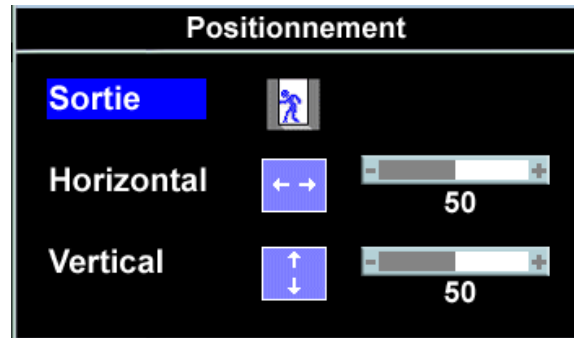 Positionnement
Sortie
Horizontal
- +
50
Vertical
- +
50